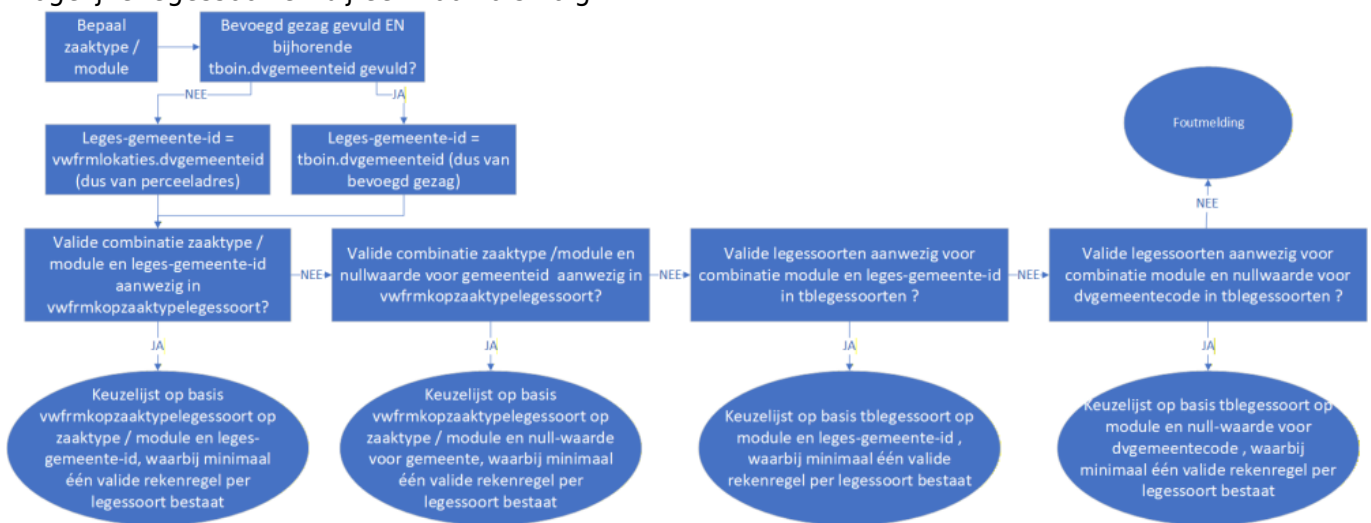 Bepaal
zaaktype /
module
Bevoegd gezag gevuld EN
bijhorende
tboin.dvgemeenteid gevuld?
NEE
JA
Leges-gemeente-id =
vwfrmlokaties.dvgemeenteid
(dus van perceeladres)
Leges-gemeente-id =
tboin.dvgemeenteid (dus van
bevoegd gezag)
Foutmelding
NEE
Valide combinatie zaaktype /
module en leges-gemeente-id
aanwezig in
vwfrmkopzaaktypelegessoort?
NEE
Valide combinatie zaaktype /module en
nullwaarde voor gemeenteid aanwezig in
vwfrmkopzaaktypelegessoort?
NEE
Valide legessoorten aanwezig voor
combinatie module en leges-gemeente-id
in tblegessoorten ?
NEE
Valide legessoorten aanwezig voor
combinatie module en nullwaarde voor
dvgemeentecode in tblegessoorten ?
JA
JA
JA
JA
Keuzelijst op basis
vwfrmkopzaaktypelegessoort op
zaaktype / module en leges-
gemeente-id, waarbij minimaal
één valide rekenregel per
legessoort bestaat
Keuzelijst op basis
vwfrmkopzaaktypelegessoort op
zaaktype / module en null-waarde
voor gemeente, waarbij minimaal
één valide rekenregel per
legessoort bestaat
Keuzelijst op basis tblegessoort op
module en leges-gemeente-id ,
waarbij minimaal één valide
rekenregel per legessoort bestaat
Keuzelijst op basis tblegessoort op
module en null-waarde voor
dvgemeentecode , waarbij
minimaal één valide rekenregel per
legessoort bestaat